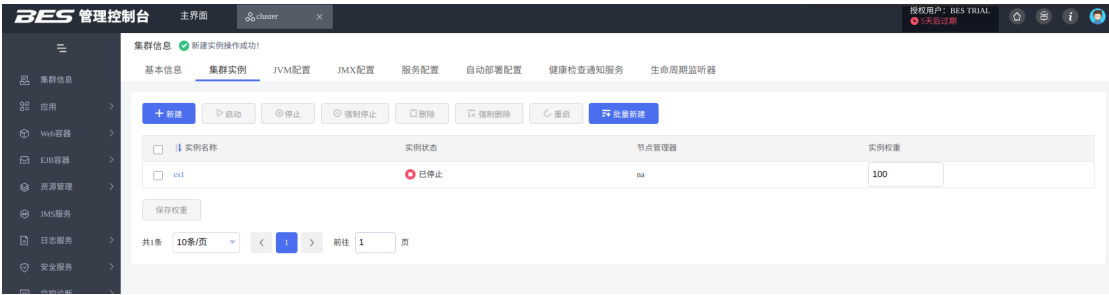 BES 管理控制台
主界面
cluster ×
授权用户: BES TRIAL
5天后过期
集群信息
应用
Web容器
EJB容器
资源管理
JMS服务
日志服务
安全服务
监控诊断
集群信息 新建实例操作成功!
基本信息 集群实例 JVM配置 JMX配置 服务配置 自动部署配置 健康检查通知服务 生命周期监听器
新建 启动 停止 强制停止 删除 强制删除 重启 批量新建
实例名称 实例状态 节点管理器 实例权重
cs1 已停止 na 100
保存权重
共1条 10条/页 < 1 > 前往 1 页